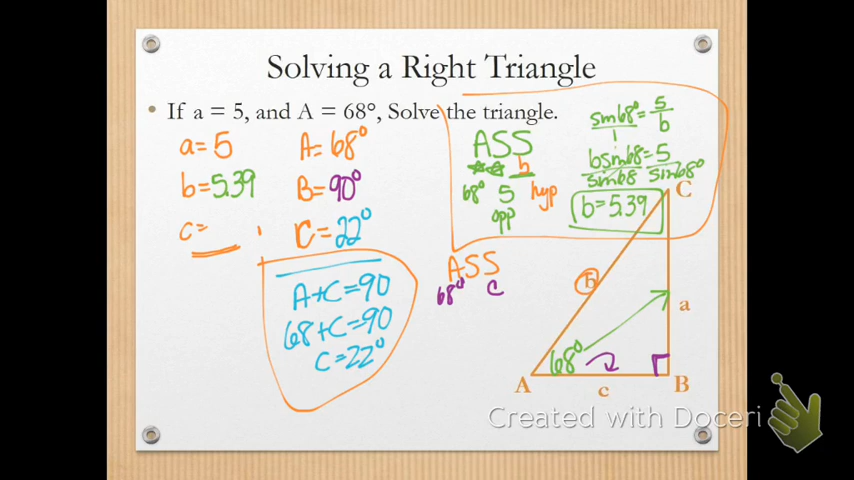 Solving a Right Triangle
• If a = 5, and A = 68°, Solve the triangle.
a=5
A=68°
b=5.39
B=90°
c=
C=22°
A+C=90
68+C=90
C=22°
ASS
b
68° 5 hyp
opp
sin68°=5/b
1
bsin68=5
sin68 sin68°
b=5.39
ASS
68° c
C
b
a
68°
A
c
B
Created with Doceri